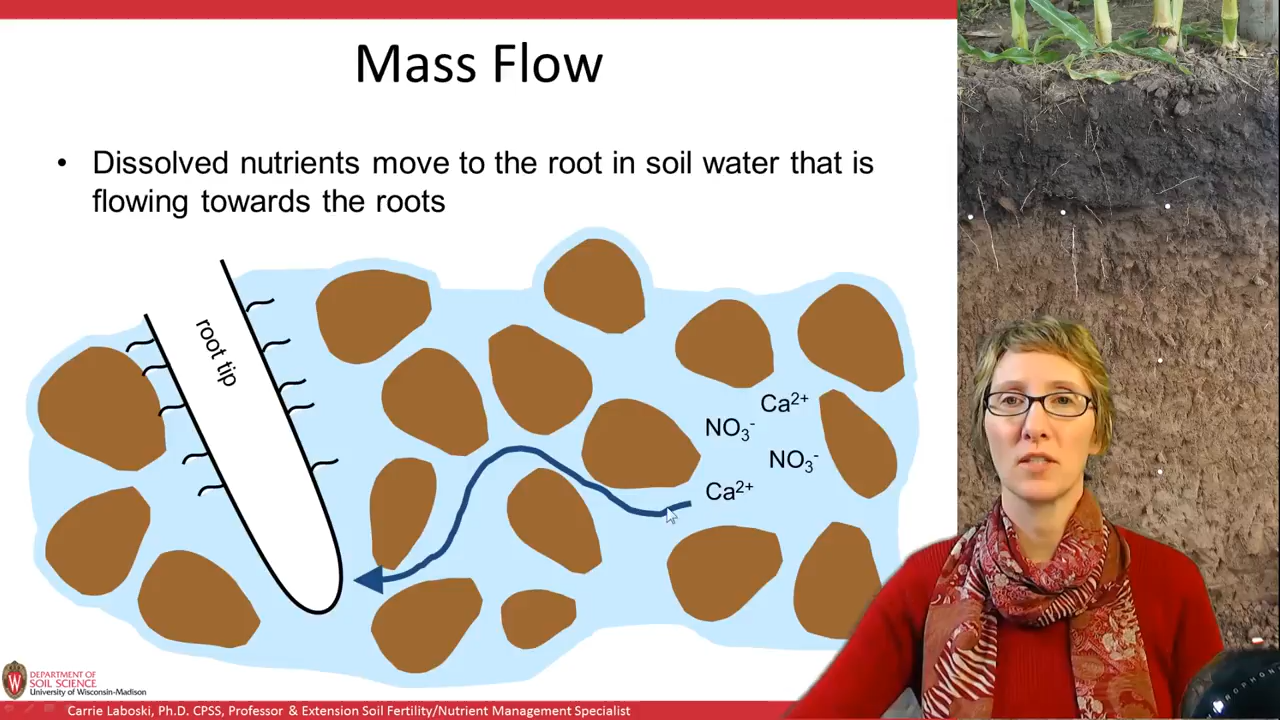 Mass Flow
• Dissolved nutrients move to the root in soil water that is
flowing towards the roots
root tip
Ca²⁺
NO₃⁻
NO₃⁻
Ca²⁺
DEPARTMENT OF
SOIL SCIENCE
University of Wisconsin-Madison
Carrie Laboski, Ph.D. CPSS, Professor & Extension Soil Fertility/Nutrient Management Specialist